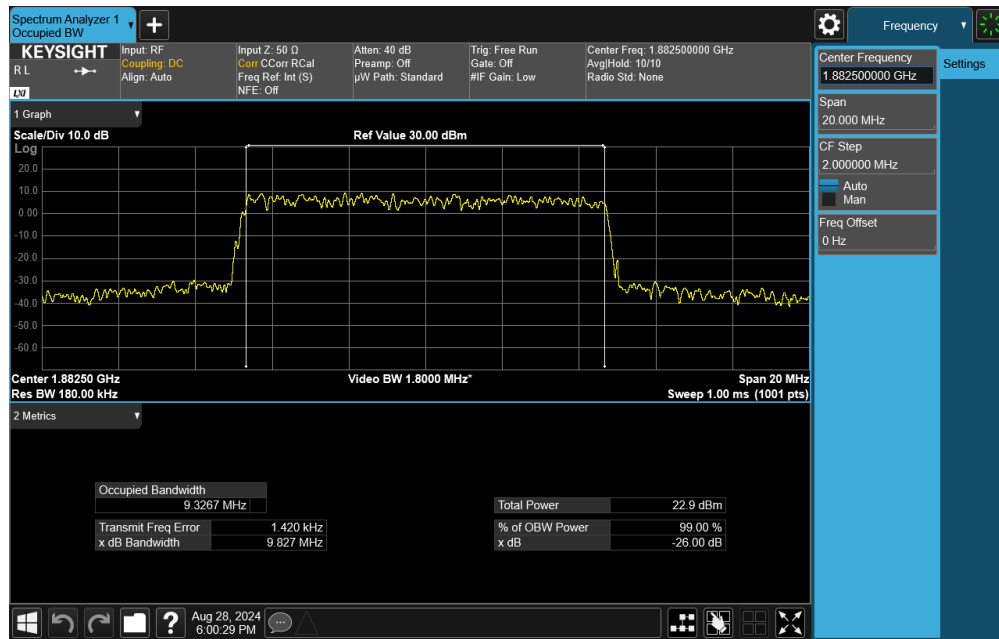 Spectrum Analyzer 1
Occupied BW
Frequency
KEYSIGHT
R L
LXI
Input: RF
Coupling: DC
Align: Auto
Input Z: 50 Ω
Corr CCorr RCal
Freq Ref: Int (S)
NFE: Off
Atten: 40 dB
Preamp: Off
µW Path: Standard
Trig: Free Run
Gate: Off
#IF Gain: Low
Center Freq: 1.882500000 GHz
Avg|Hold: 10/10
Radio Std: None
Center Frequency
1.882500000 GHz
Settings
Span
20.000 MHz
CF Step
2.000000 MHz
Auto
Man
Freq Offset
0 Hz
1 Graph
Scale/Div 10.0 dB
Ref Value 30.00 dBm
Log
20.0
10.0
0.00
-10.0
-20.0
-30.0
-40.0
-50.0
-60.0
Center 1.88250 GHz
Video BW 1.8000 MHz*
Span 20 MHz
Res BW 180.00 kHz
Sweep 1.00 ms (1001 pts)
2 Metrics
Occupied Bandwidth
9.3267 MHz
Transmit Freq Error 1.420 kHz
x dB Bandwidth 9.827 MHz
Total Power 22.9 dBm
% of OBW Power 99.00 %
x dB -26.00 dB
Aug 28, 2024
6:00:29 PM